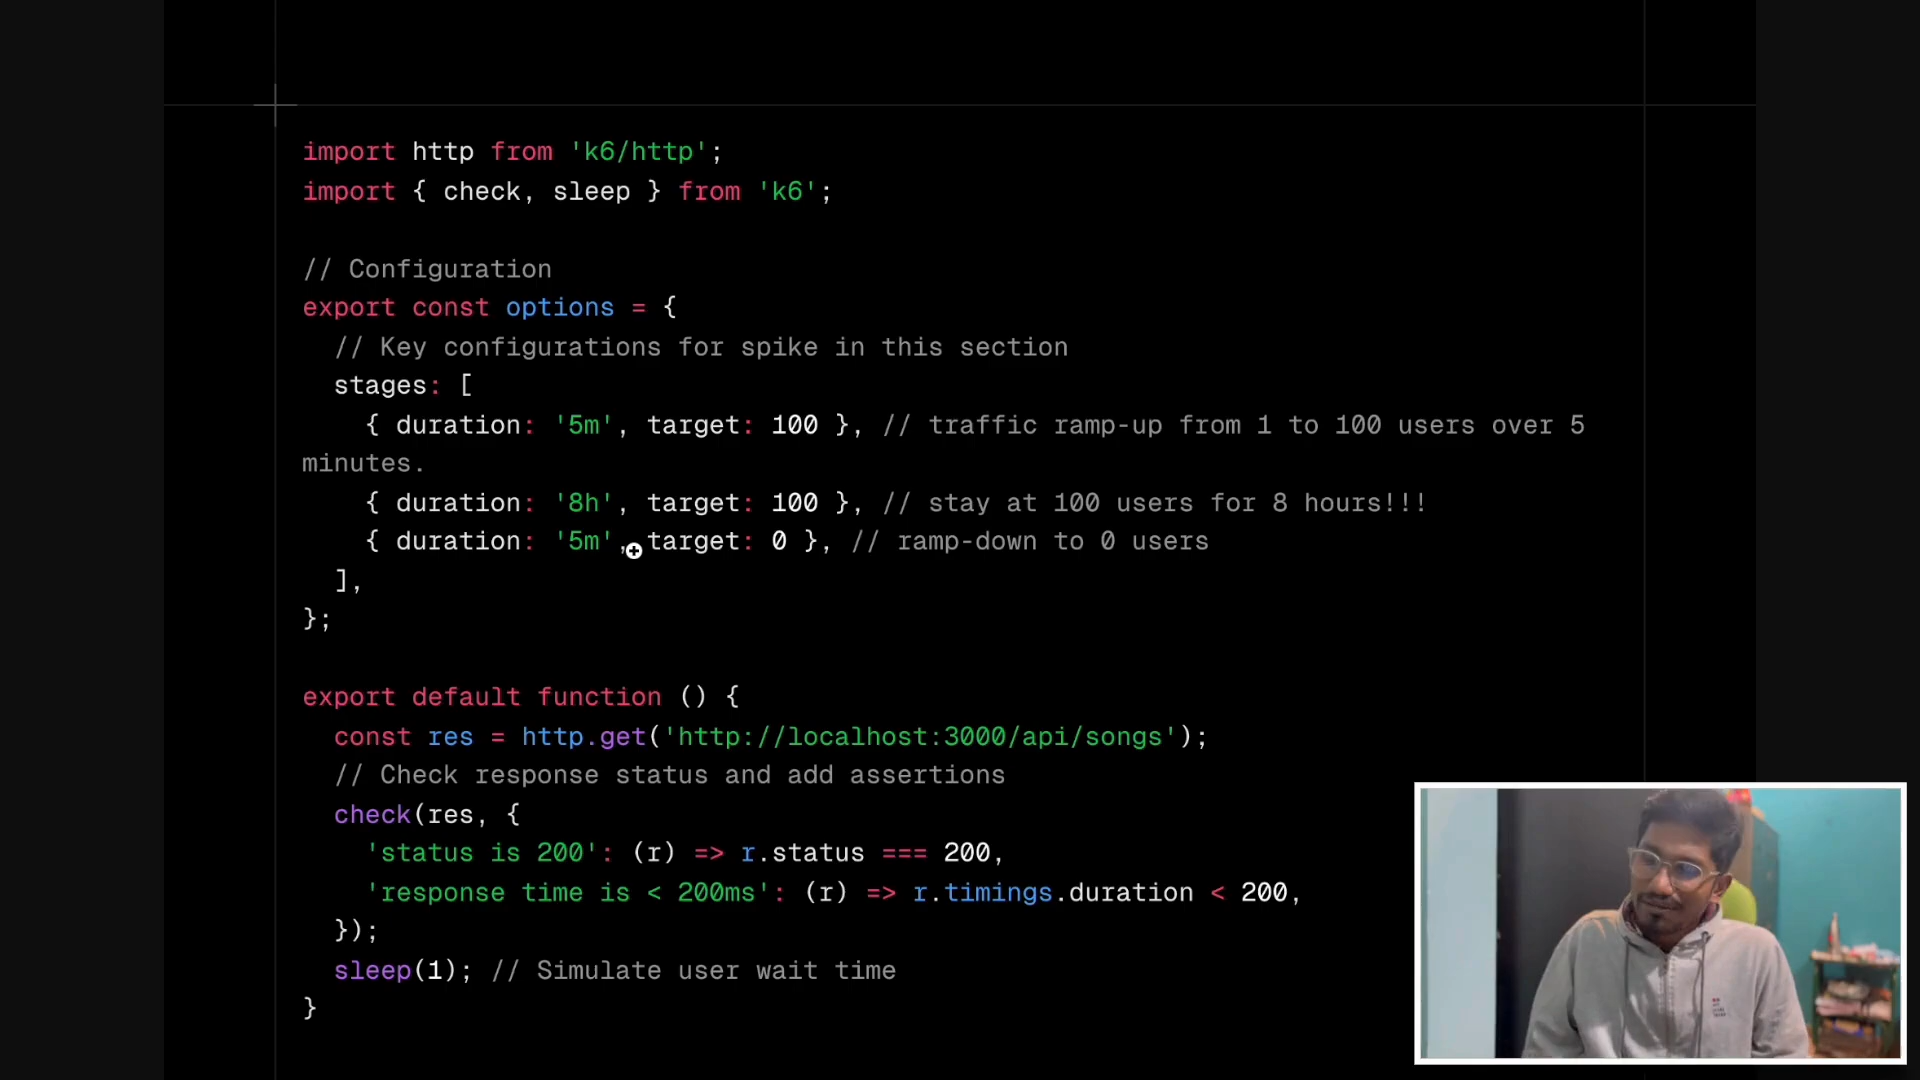 import http from 'k6/http';
import { check, sleep } from 'k6';
// Configuration
export const options = {
// Key configurations for spike in this section
stages: [
{ duration: '5m', target: 100 }, // traffic ramp-up from 1 to 100 users over 5
minutes.
{ duration: '8h', target: 100 }, // stay at 100 users for 8 hours!!!
{ duration: '5m', target: 0 }, // ramp-down to 0 users
],
};
export default function () {
const res = http.get('http://localhost:3000/api/songs');
// Check response status and add assertions
check(res, {
'status is 200': (r) => r.status === 200,
'response time is < 200ms': (r) => r.timings.duration < 200,
});
sleep(1); // Simulate user wait time
}